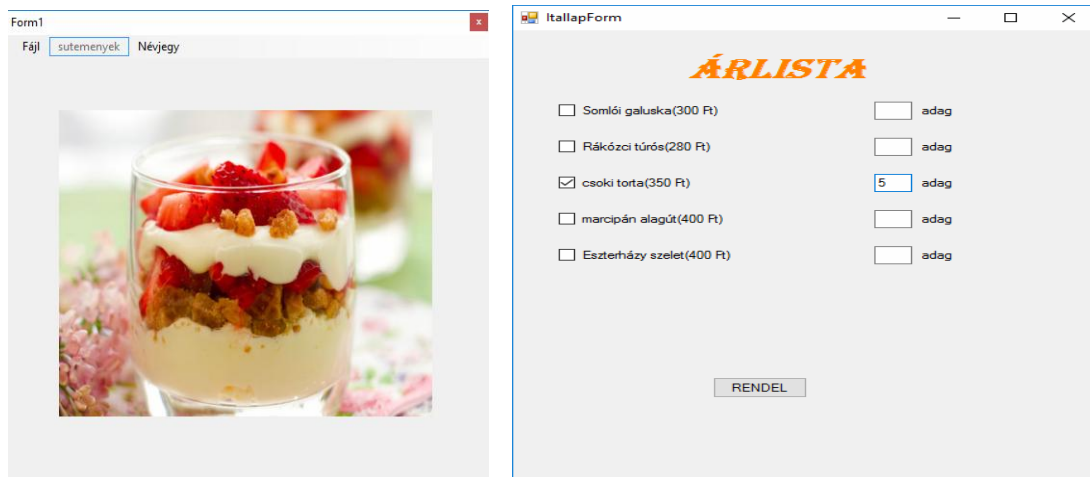 Form1
x
Fájl sutemenyek Névjegy
ItallapForm
ÁRLISTA
Somlói galuska(300 Ft) adag
Rákózci túrós(280 Ft) adag
csoki torta(350 Ft) 5 adag
marcipán alagút(400 Ft) adag
Eszterházy szelet(400 Ft) adag
RENDEL